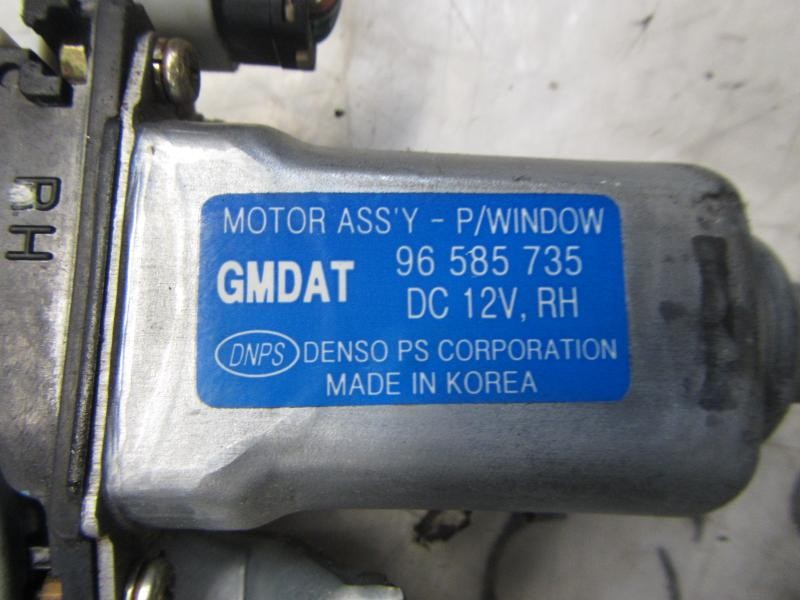 RH
MOTOR ASS'Y - P/WINDOW
GMDAT 96 585 735
DC 12V, RH
DNPS DENSO PS CORPORATION
MADE IN KOREA